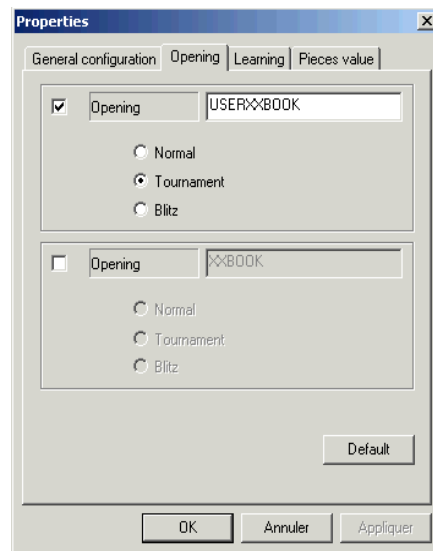 Properties
General configuration Opening Learning Pieces value
Opening USERXXBOOK
Normal
Tournament
Blitz
Opening XXBOOK
Normal
Tournament
Blitz
Default
OK Annuler Appliquer